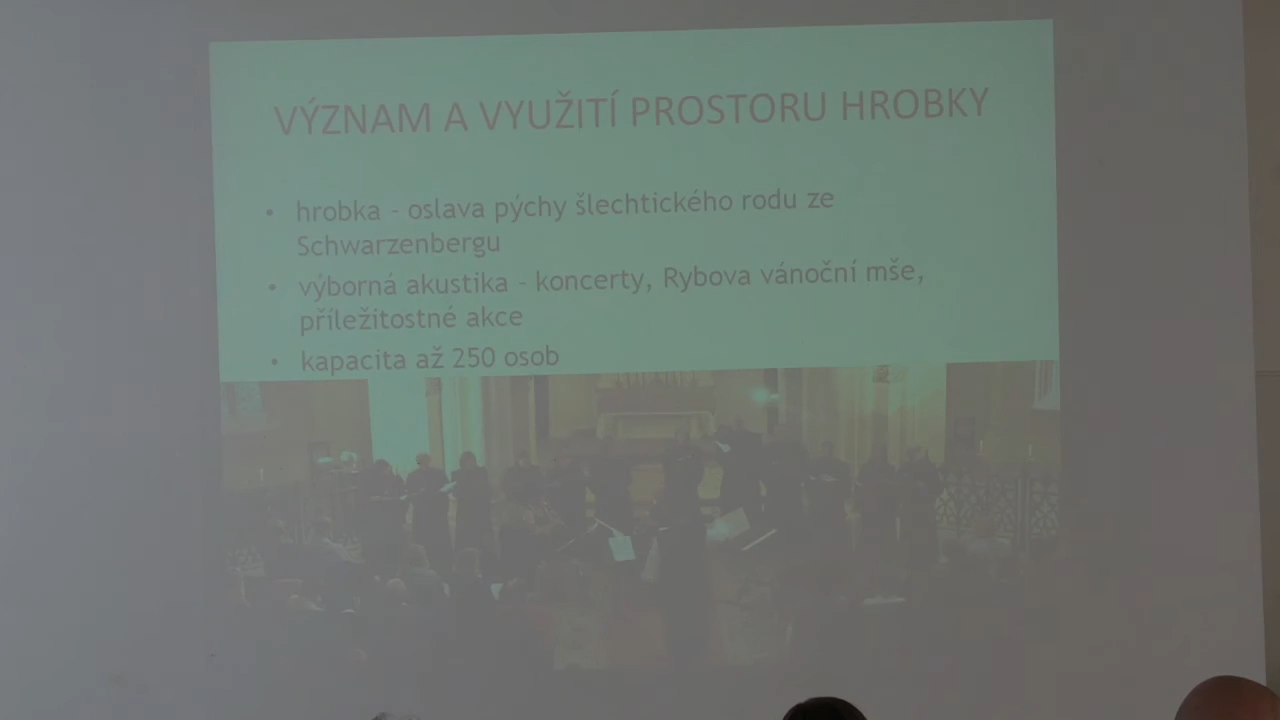 VÝZNAM A VYUŽITÍ PROSTORU HROBKY
• hrobka - oslava pýchy šlechtického rodu ze
Schwarzenbergu
• výborná akustika - koncerty, Rybova vánoční mše,
příležitostné akce
• kapacita až 250 osob